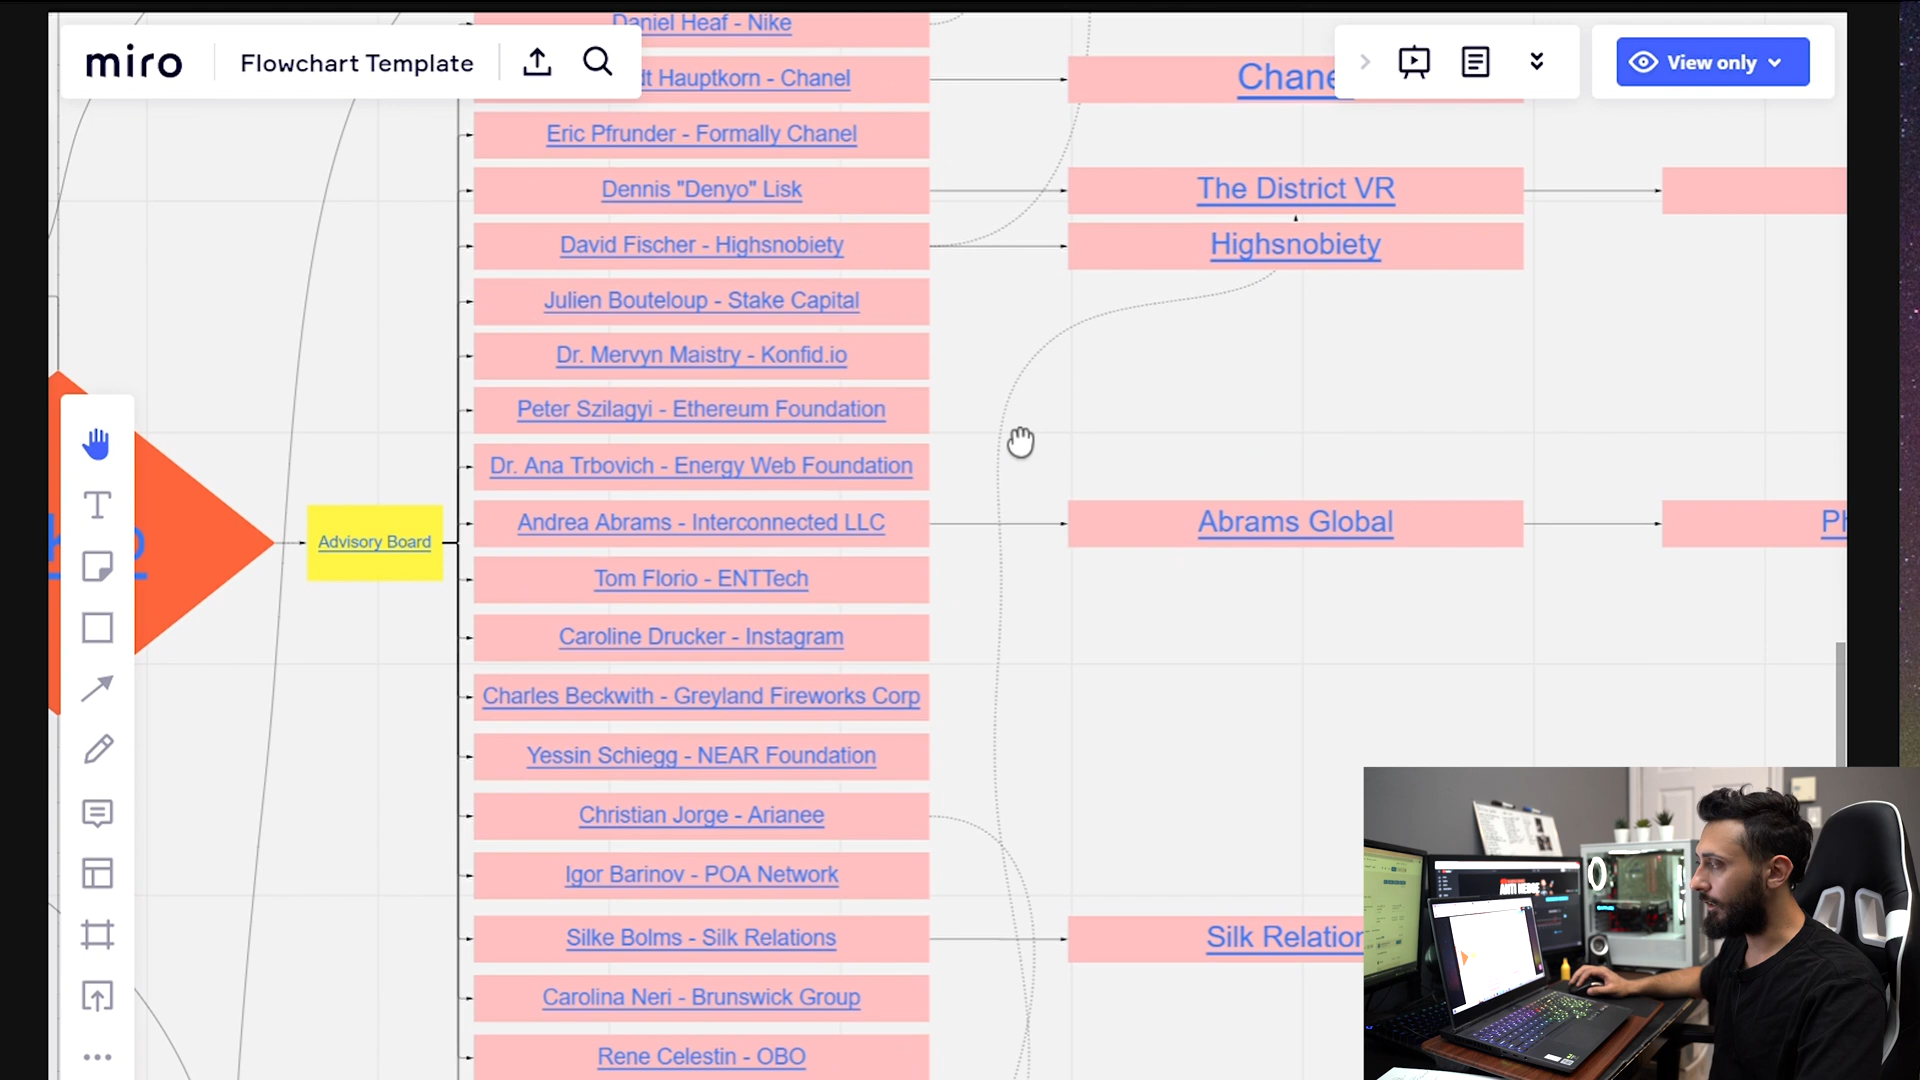 Daniel Heaf - Nike
miro
Flowchart Template
Hauptkorn - Chanel
View only
Eric Pfrunder - Formally Chanel
Dennis "Denyo" Lisk
The District VR
David Fischer - Highsnobiety
Highsnobiety
Julien Bouteloup - Stake Capital
Dr. Mervyn Maistry - Konfid.io
Peter Szilagyi - Ethereum Foundation
Dr. Ana Trbovich - Energy Web Foundation
Andrea Abrams - Interconnected LLC
Abrams Global
Advisory Board
Tom Florio - ENTTech
Caroline Drucker - Instagram
Charles Beckwith - Greyland Fireworks Corp
Yessin Schiegg - NEAR Foundation
Christian Jorge - Arianee
Igor Barinov - POA Network
Silke Bolms - Silk Relations
Carolina Neri - Brunswick Group
Rene Celestin - OBO